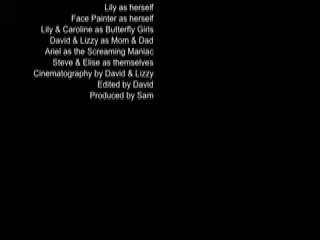 Lily as herself
Face Painter as herself
Lily & Caroline as Butterfly Girls
David & Lizzy as Mom & Dad
Ariel as the Screaming Maniac
Steve & Elise as themselves
Cinematography by David & Lizzy
Edited by David
Produced by Sam